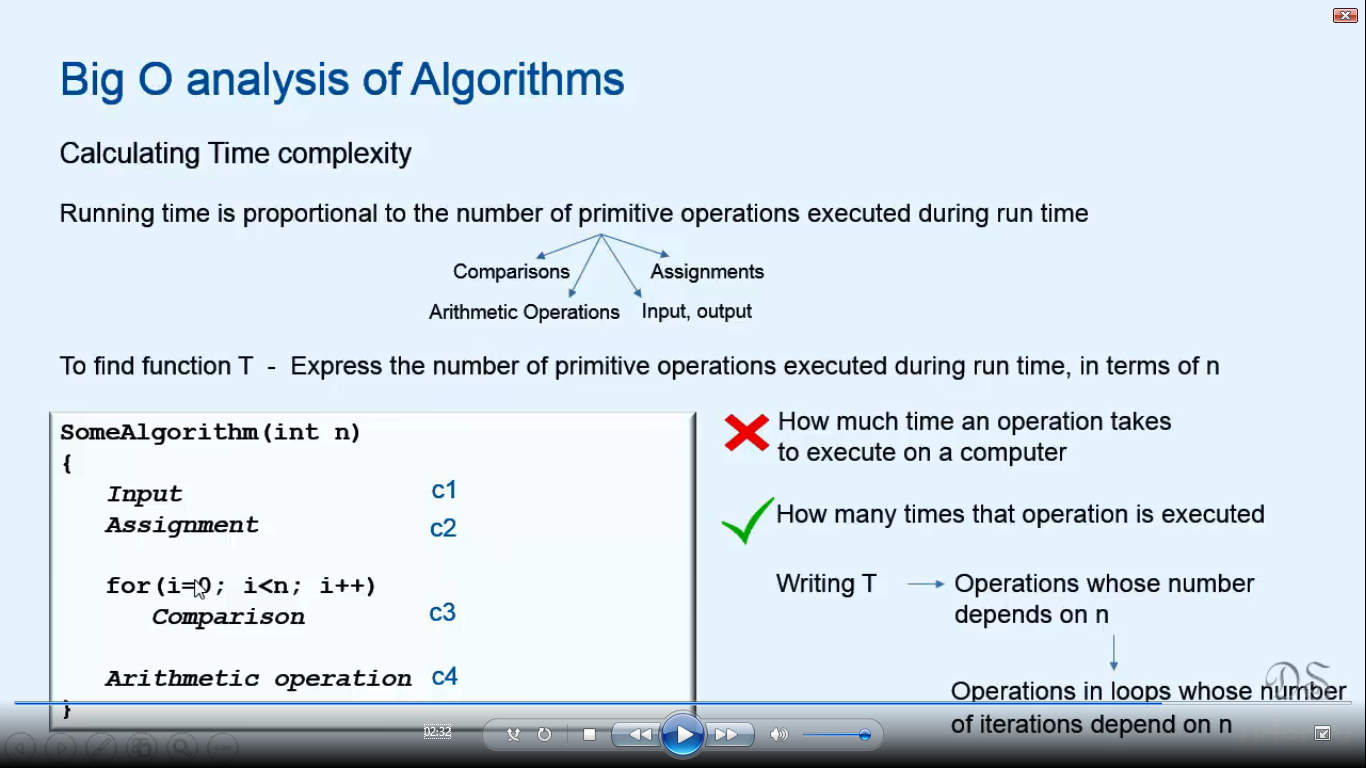 Big O analysis of Algorithms
Calculating Time complexity
Running time is proportional to the number of primitive operations executed during run time
Comparisons
Assignments
Arithmetic Operations
Input, output
To find function T - Express the number of primitive operations executed during run time, in terms of n
SomeAlgorithm(int n)
{
Input c1
Assignment c2
for(i=0; i<n; i++)
Comparison c3
Arithmetic operation c4
}
How much time an operation takes
to execute on a computer
How many times that operation is executed
Writing T
Operations whose number
depends on n
Operations in loops whose number
of iterations depend on n
DS
02:32